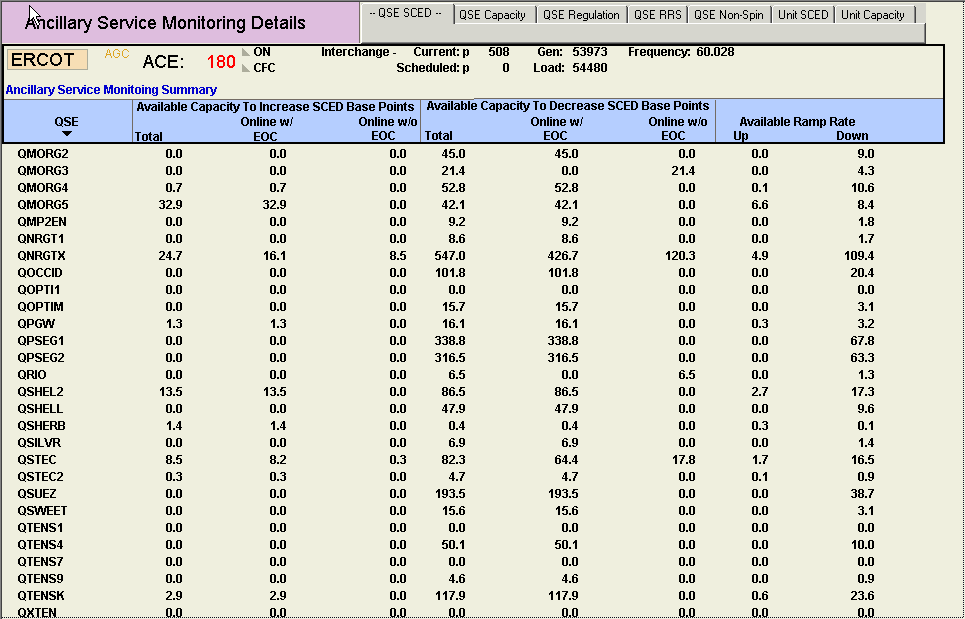 Ancillary Service Monitoring Details
-- QSE SCED -- QSE Capacity QSE Regulation QSE RRS QSE Non-Spin Unit SCED Unit Capacity
ERCOT AGC ACE: 180 ON Interchange - Current: p 508 Gen: 53973 Frequency: 60.028
CFC Scheduled: p 0 Load: 54480
Ancillary Service Monitoing Summary
Available Capacity To Increase SCED Base Points Available Capacity To Decrease SCED Base Points
QSE Online w/ Online w/o Online w/ Online w/o Available Ramp Rate
Total EOC EOC Total EOC EOC Up Down
QMORG2 0.0 0.0 0.0 45.0 45.0 0.0 0.0 9.0
QMORG3 0.0 0.0 0.0 21.4 0.0 21.4 0.0 4.3
QMORG4 0.7 0.7 0.0 52.8 52.8 0.0 0.1 10.6
QMORG5 32.9 32.9 0.0 42.1 42.1 0.0 6.6 8.4
QMP2EN 0.0 0.0 0.0 9.2 9.2 0.0 0.0 1.8
QNRGT1 0.0 0.0 0.0 8.6 8.6 0.0 0.0 1.7
QNRGTX 24.7 16.1 8.5 547.0 426.7 120.3 4.9 109.4
QOCCID 0.0 0.0 0.0 101.8 101.8 0.0 0.0 20.4
QOPTI1 0.0 0.0 0.0 0.0 0.0 0.0 0.0 0.0
QOPTIM 0.0 0.0 0.0 15.7 15.7 0.0 0.0 3.1
QPGW 1.3 1.3 0.0 16.1 16.1 0.0 0.3 3.2
QPSEG1 0.0 0.0 0.0 338.8 338.8 0.0 0.0 67.8
QPSEG2 0.0 0.0 0.0 316.5 316.5 0.0 0.0 63.3
QRIO 0.0 0.0 0.0 6.5 0.0 6.5 0.0 1.3
QSHEL2 13.5 13.5 0.0 86.5 86.5 0.0 2.7 17.3
QSHELL 0.0 0.0 0.0 47.9 47.9 0.0 0.0 9.6
QSHERB 1.4 1.4 0.0 0.4 0.4 0.0 0.3 0.1
QSILVR 0.0 0.0 0.0 6.9 6.9 0.0 0.0 1.4
QSTEC 8.5 8.2 0.3 82.3 64.4 17.8 1.7 16.5
QSTEC2 0.3 0.3 0.0 4.7 4.7 0.0 0.1 0.9
QSUEZ 0.0 0.0 0.0 193.5 193.5 0.0 0.0 38.7
QSWEET 0.0 0.0 0.0 15.6 15.6 0.0 0.0 3.1
QTENS1 0.0 0.0 0.0 0.0 0.0 0.0 0.0 0.0
QTENS4 0.0 0.0 0.0 50.1 50.1 0.0 0.0 10.0
QTENS7 0.0 0.0 0.0 0.0 0.0 0.0 0.0 0.0
QTENS9 0.0 0.0 0.0 4.6 4.6 0.0 0.0 0.9
QTENSK 2.9 2.9 0.0 117.9 117.9 0.0 0.6 23.6
QXTEN 0.0 0.0 0.0 0.0 0.0 0.0 0.0 0.0